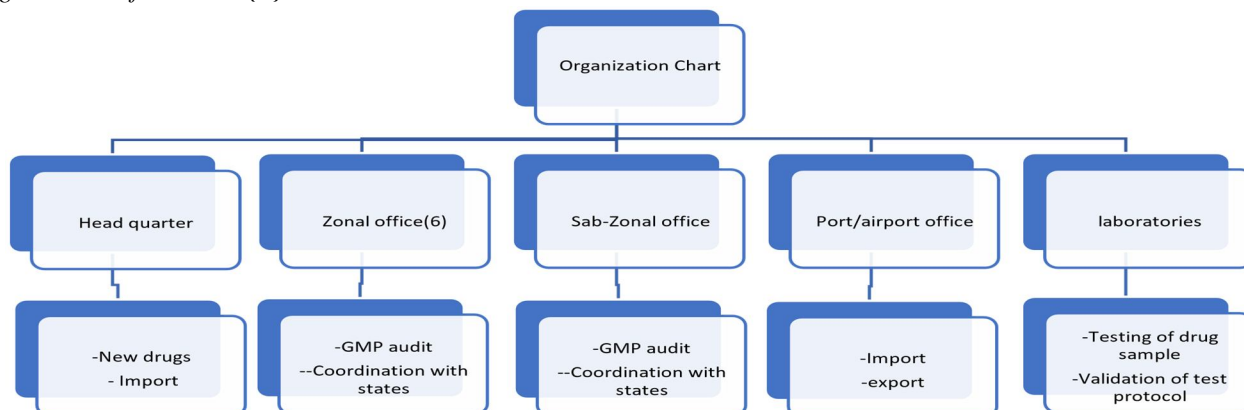 Organization Chart
Head quarter
Zonal office(6)
Sab-Zonal office
Port/airport office
laboratories
-New drugs
- Import
-GMP audit
--Coordination with
states
-GMP audit
--Coordination with
states
-Import
-export
-Testing of drug
sample
-Validation of test
protocol